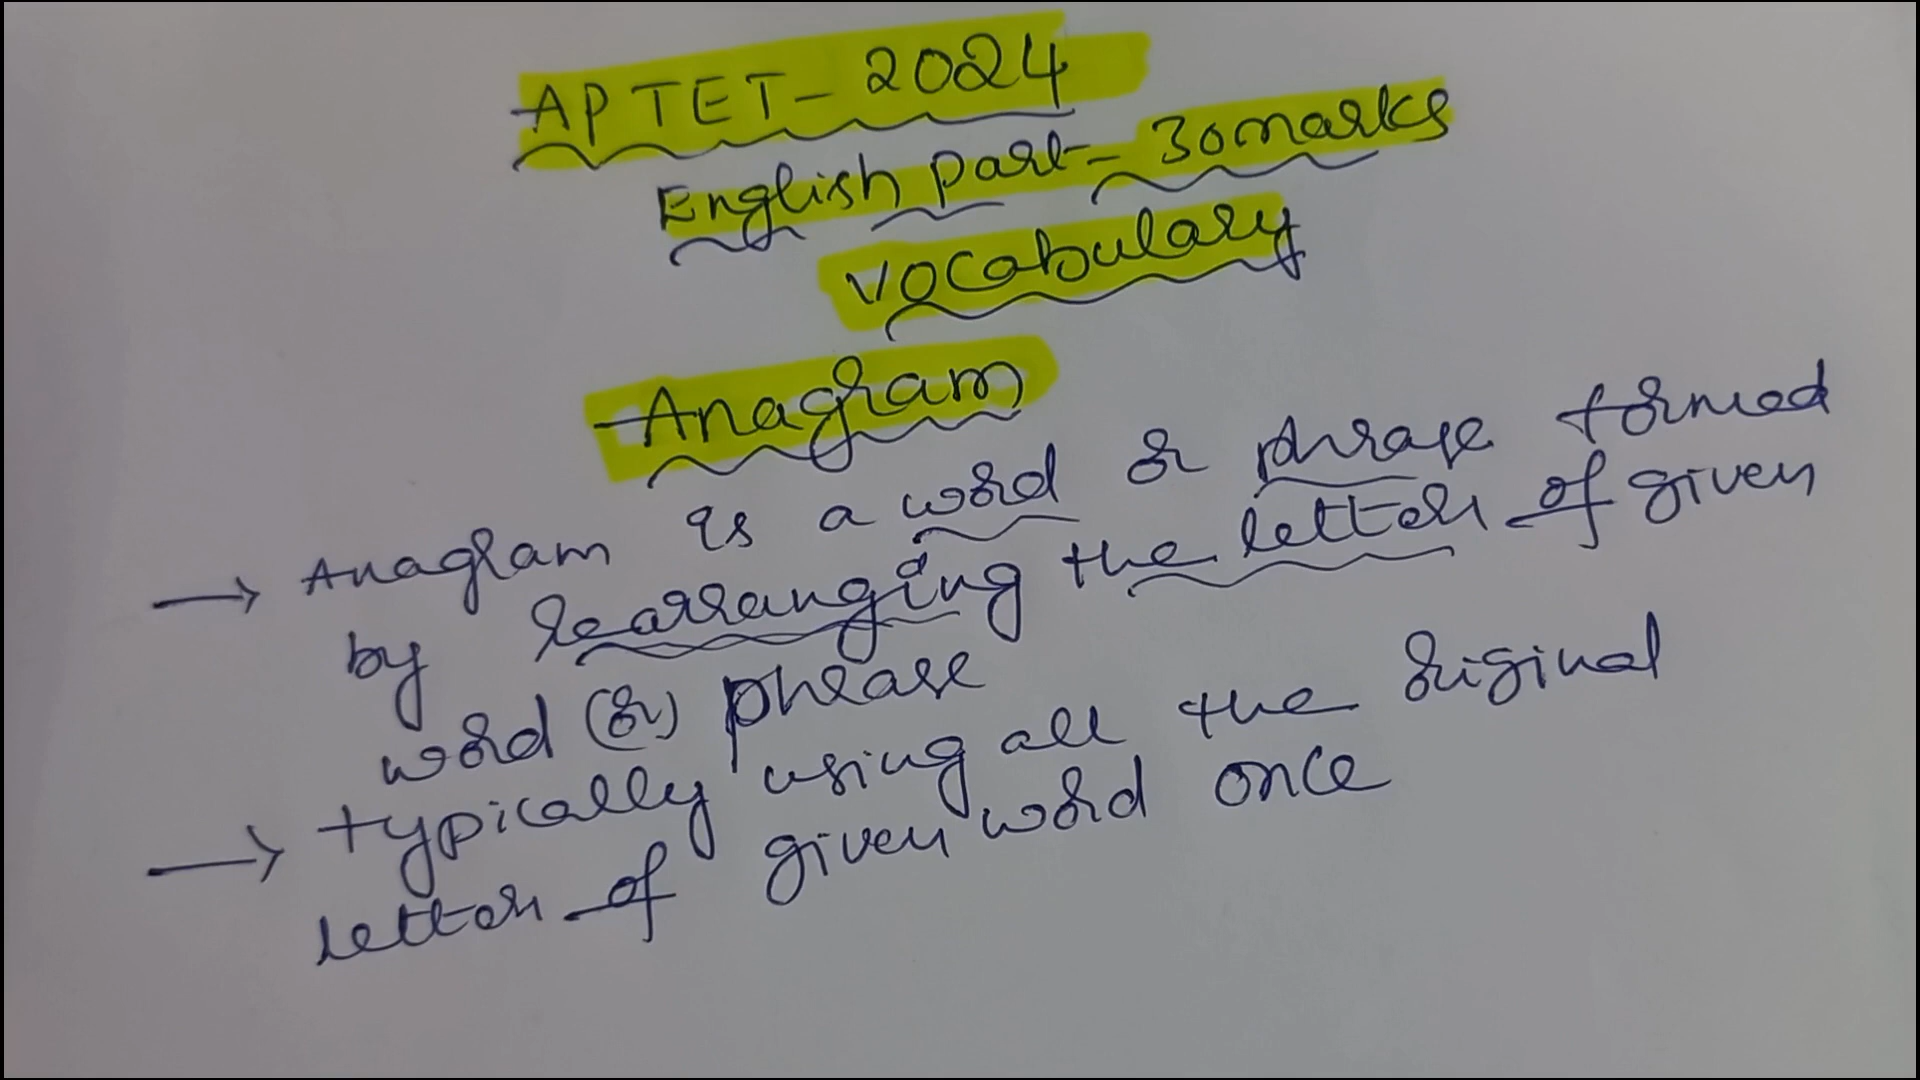 APTET- 2024
English part - 30marks
vocabulary
Anagram
→ Anagram is a word or phrase formed
by rearranging the letters of given
word (or) phrase
→ typically using all the original
letters of given word once